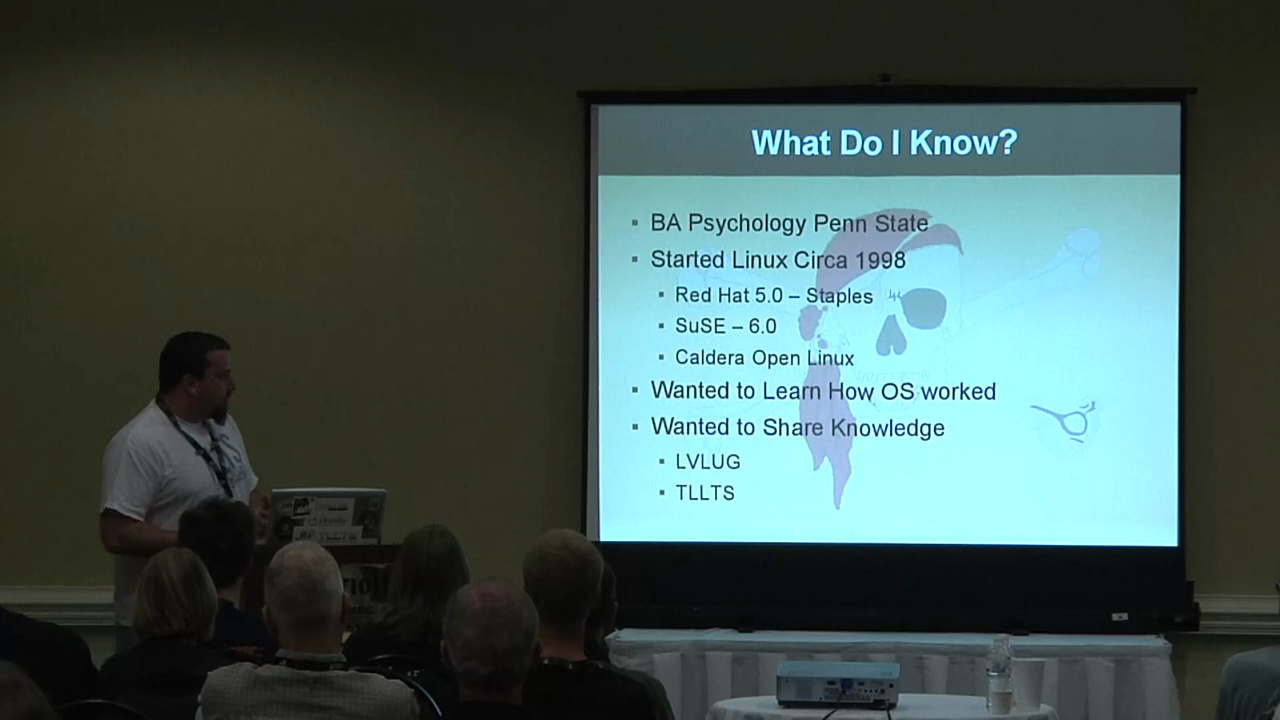 What Do I Know?
BA Psychology Penn State
Started Linux Circa 1998
Red Hat 5.0 – Staples
SuSE – 6.0
Caldera Open Linux
Wanted to Learn How OS worked
Wanted to Share Knowledge
LVLUG
TLLTS